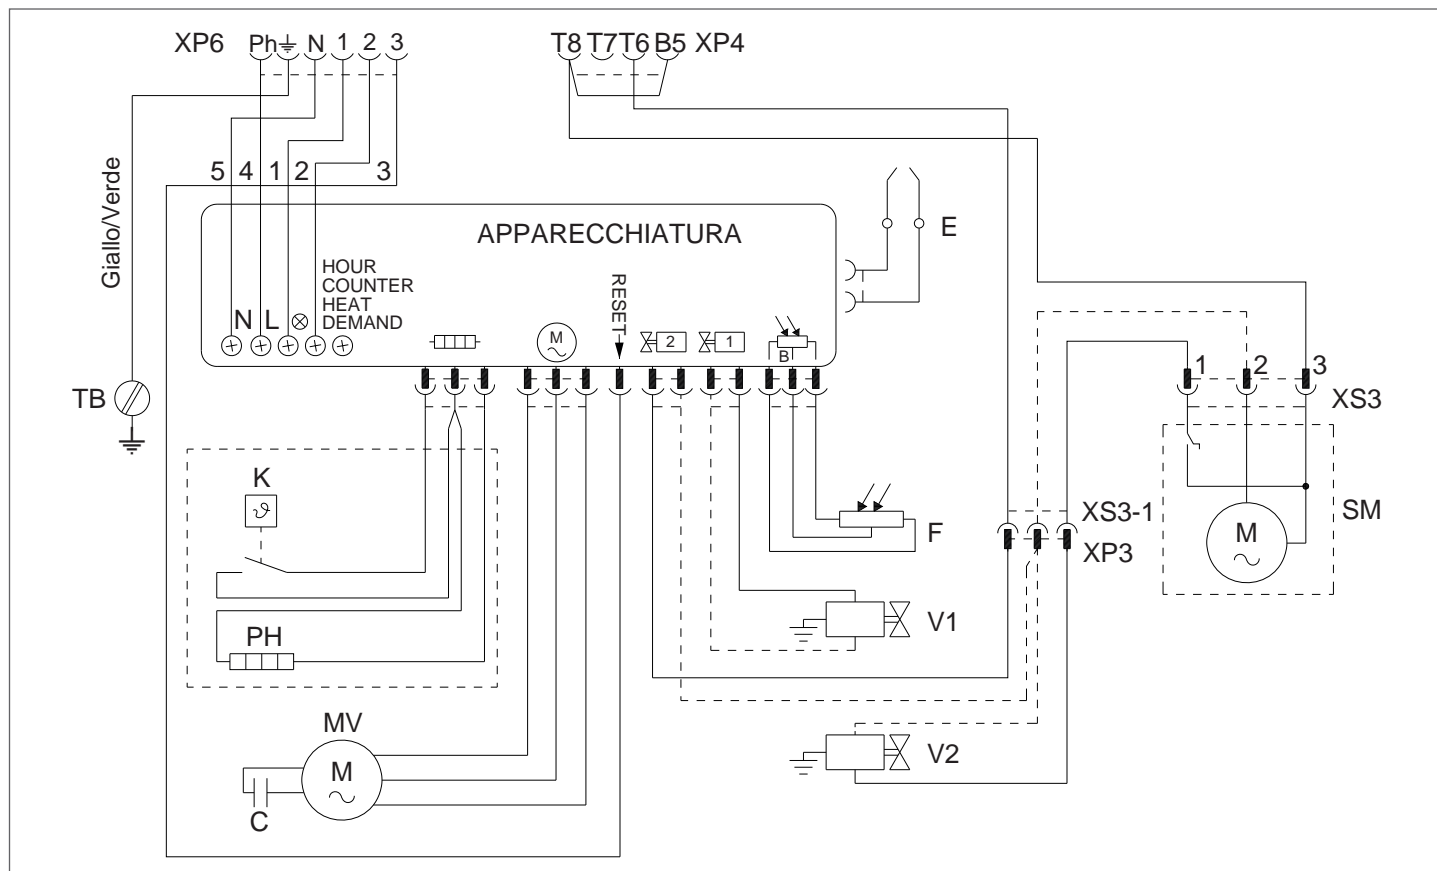 XP6 Ph N 1 2 3
T8 T7 T6 B5 XP4
5 4 1 2 3
Giallo/Verde
APPARECCHIATURA
E
HOUR
COUNTER
HEAT
DEMAND
N L
RESET
M
2
1
B
1 2 3
XS3
TB
K
ϑ
F
XS3-1
XP3
SM
M
PH
V1
MV
M
C
V2